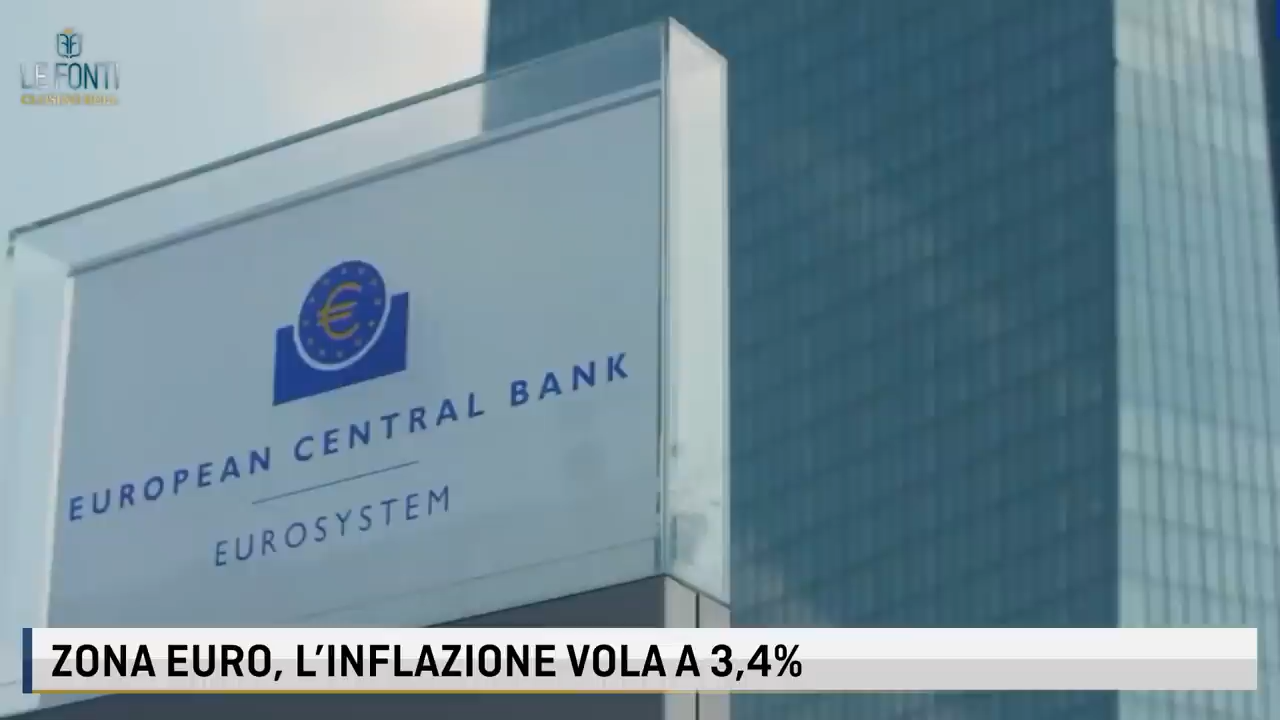 LE FONTI
€
EUROPEAN CENTRAL BANK
EUROSYSTEM
ZONA EURO, L'INFLAZIONE VOLA A 3,4%